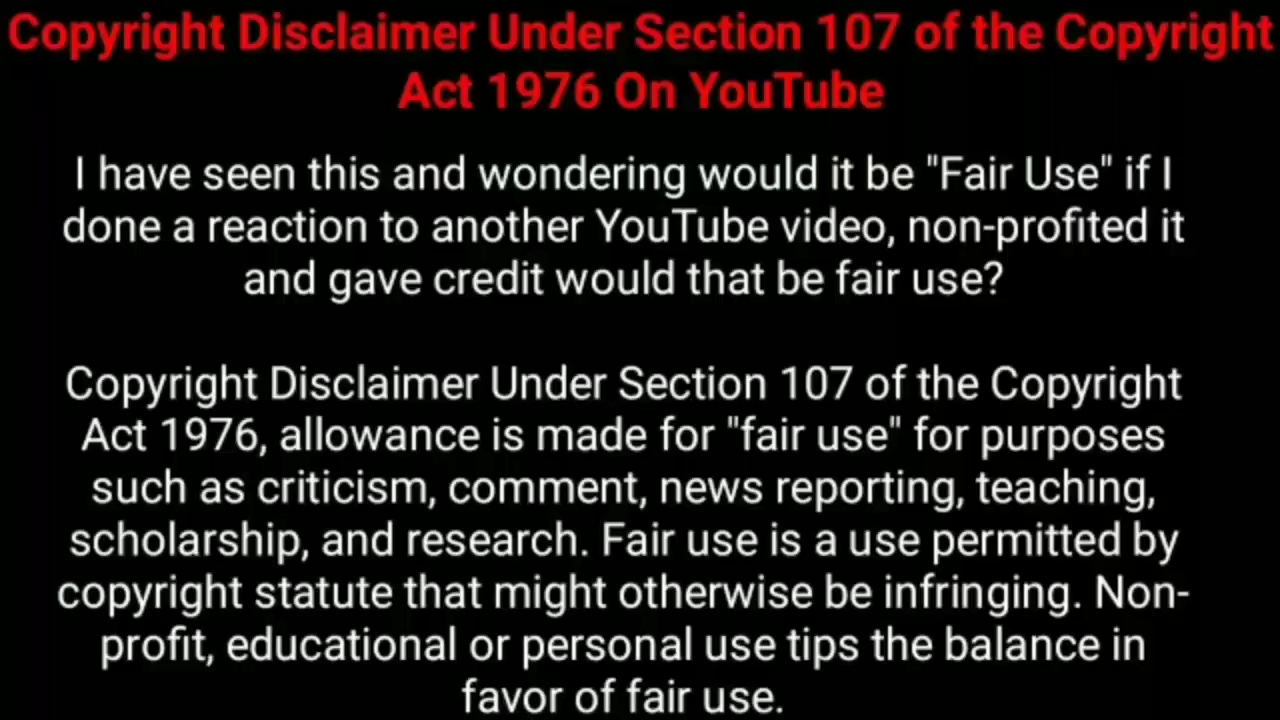 Copyright Disclaimer Under Section 107 of the Copyright
Act 1976 On YouTube
I have seen this and wondering would it be "Fair Use" if I
done a reaction to another YouTube video, non-profited it
and gave credit would that be fair use?
Copyright Disclaimer Under Section 107 of the Copyright
Act 1976, allowance is made for "fair use" for purposes
such as criticism, comment, news reporting, teaching,
scholarship, and research. Fair use is a use permitted by
copyright statute that might otherwise be infringing. Non-
profit, educational or personal use tips the balance in
favor of fair use.